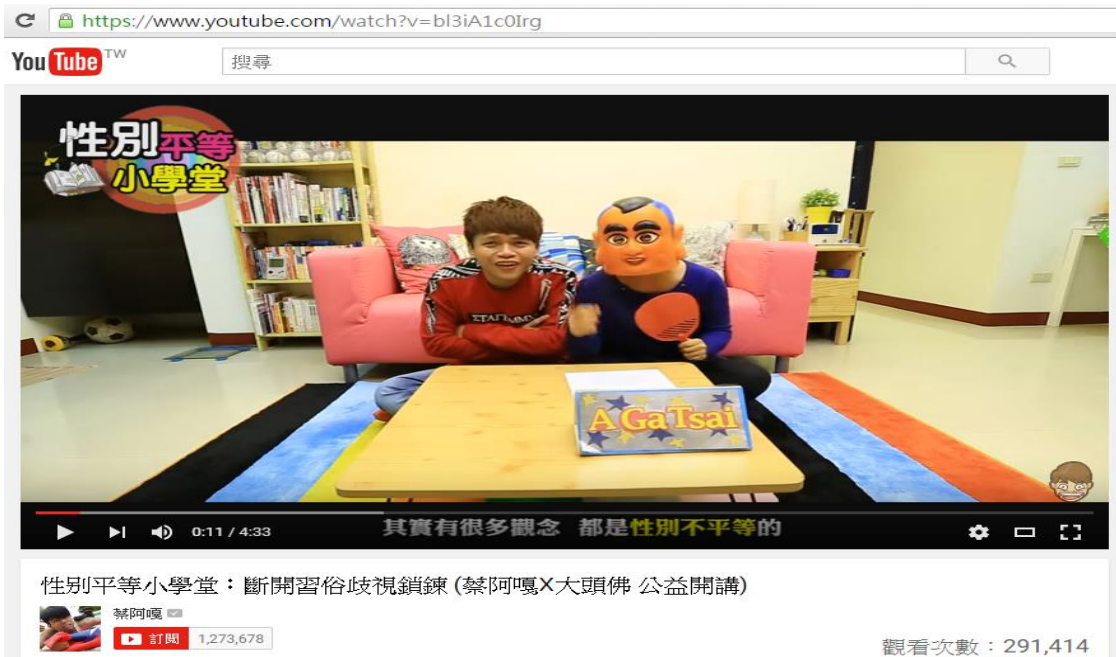 https://www.youtube.com/watch?v=bl3iA1c0Irg
YouTube TW
搜尋
性別平等
小學堂
ΣΤΑΓΙΑΜΜΣ
A Ga Tsai
0:11 / 4:33
其實有很多觀念 都是性別不平等的
性別平等小學堂：斷開習俗歧視鎖鍊 (蔡阿嘎X大頭佛 公益開講)
蔡阿嘎
訂閱 1,273,678
觀看次數：291,414